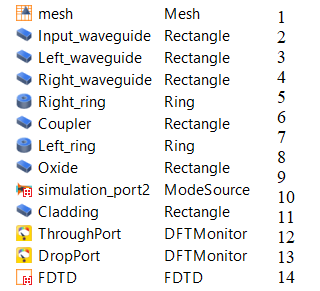 mesh Mesh 1
Input_waveguide Rectangle 2
Left_waveguide Rectangle 3
Right_waveguide Rectangle 4
Right_ring Ring 5
Coupler Rectangle 6
Left_ring Ring 7
Oxide Rectangle 8
simulation_port2 ModeSource 9
Cladding Rectangle 10
ThroughPort DFTMonitor 11
DropPort DFTMonitor 12
FDTD FDTD 13
14